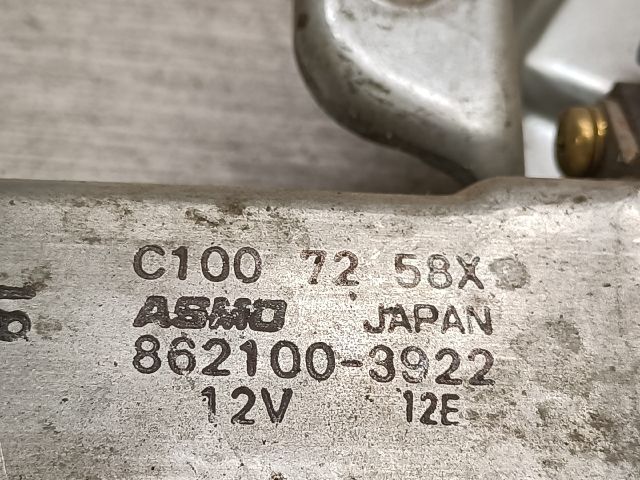 C100 72 58X
ASMO JAPAN
862100-3922
12V 12E